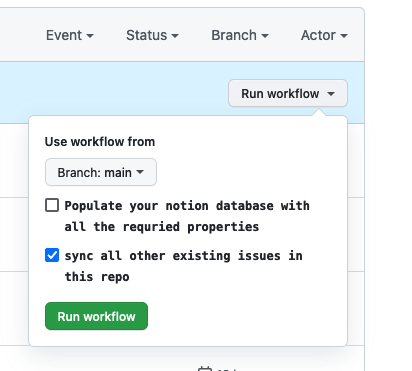 Event Status Branch Actor
Run workflow
Use workflow from
Branch: main
Populate your notion database with
all the requried properties
sync all other existing issues in
this repo
Run workflow